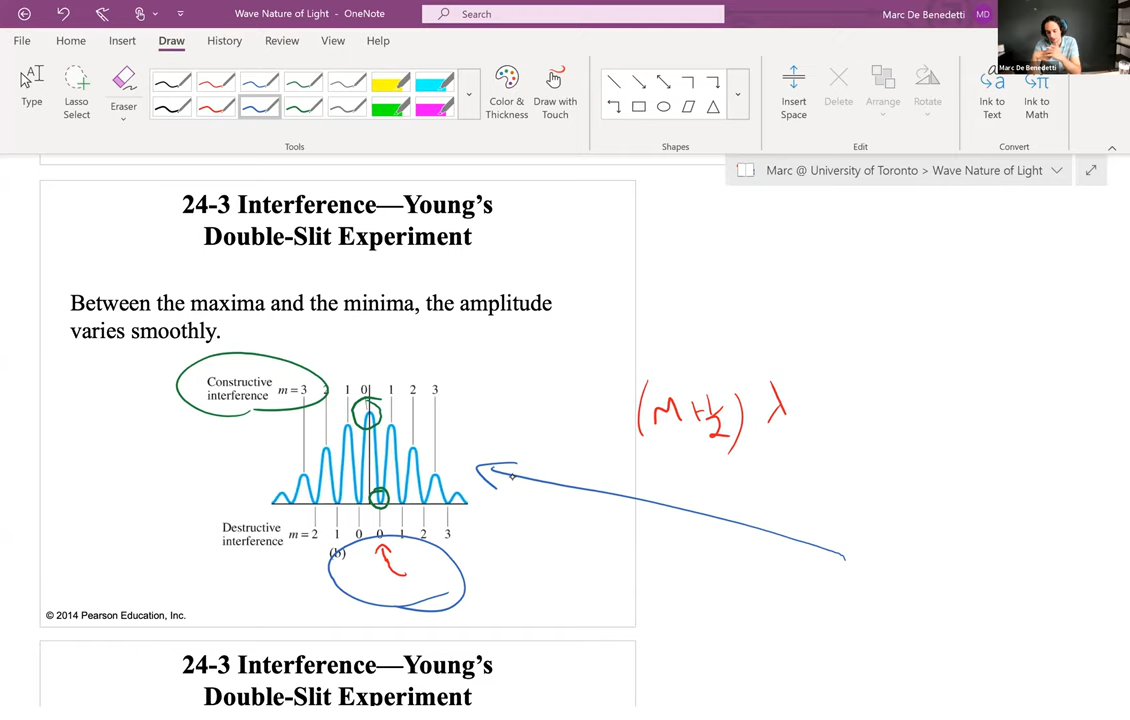 Wave Nature of Light - OneNote
Search
Marc De Benedetti MD
Marc De Benedetti
File Home Insert Draw History Review View Help
Type
Lasso Select
Eraser
Color & Thickness
Draw with Touch
Insert Space
Delete
Arrange
Rotate
Ink to Text
Ink to Math
Tools Shapes Edit Convert
Marc @ University of Toronto > Wave Nature of Light
24-3 Interference—Young’s
Double-Slit Experiment
Between the maxima and the minima, the amplitude
varies smoothly.
Constructive
interference m = 3 2 1 0 1 2 3
(M + 1/2) λ
Destructive
interference m = 2 1 0 0 1 2 3
(b)
© 2014 Pearson Education, Inc.
24-3 Interference—Young’s
Double-Slit Experiment